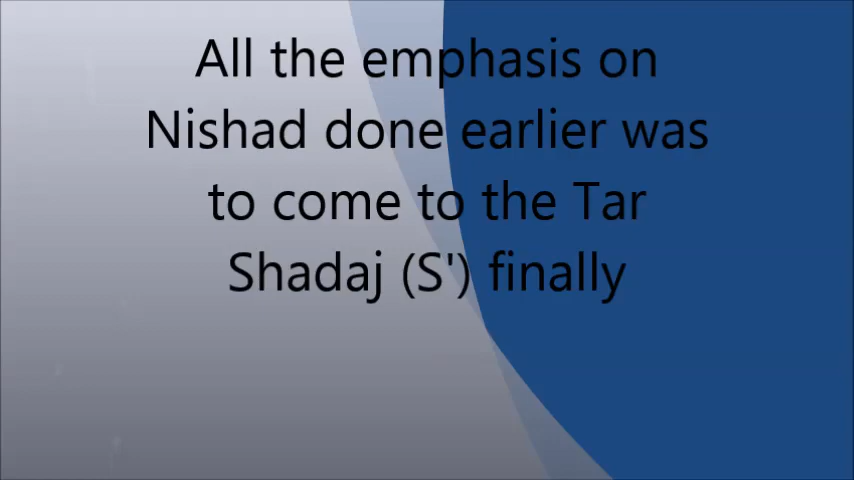 All the emphasis on
Nishad done earlier was
to come to the Tar
Shadaj (S') finally